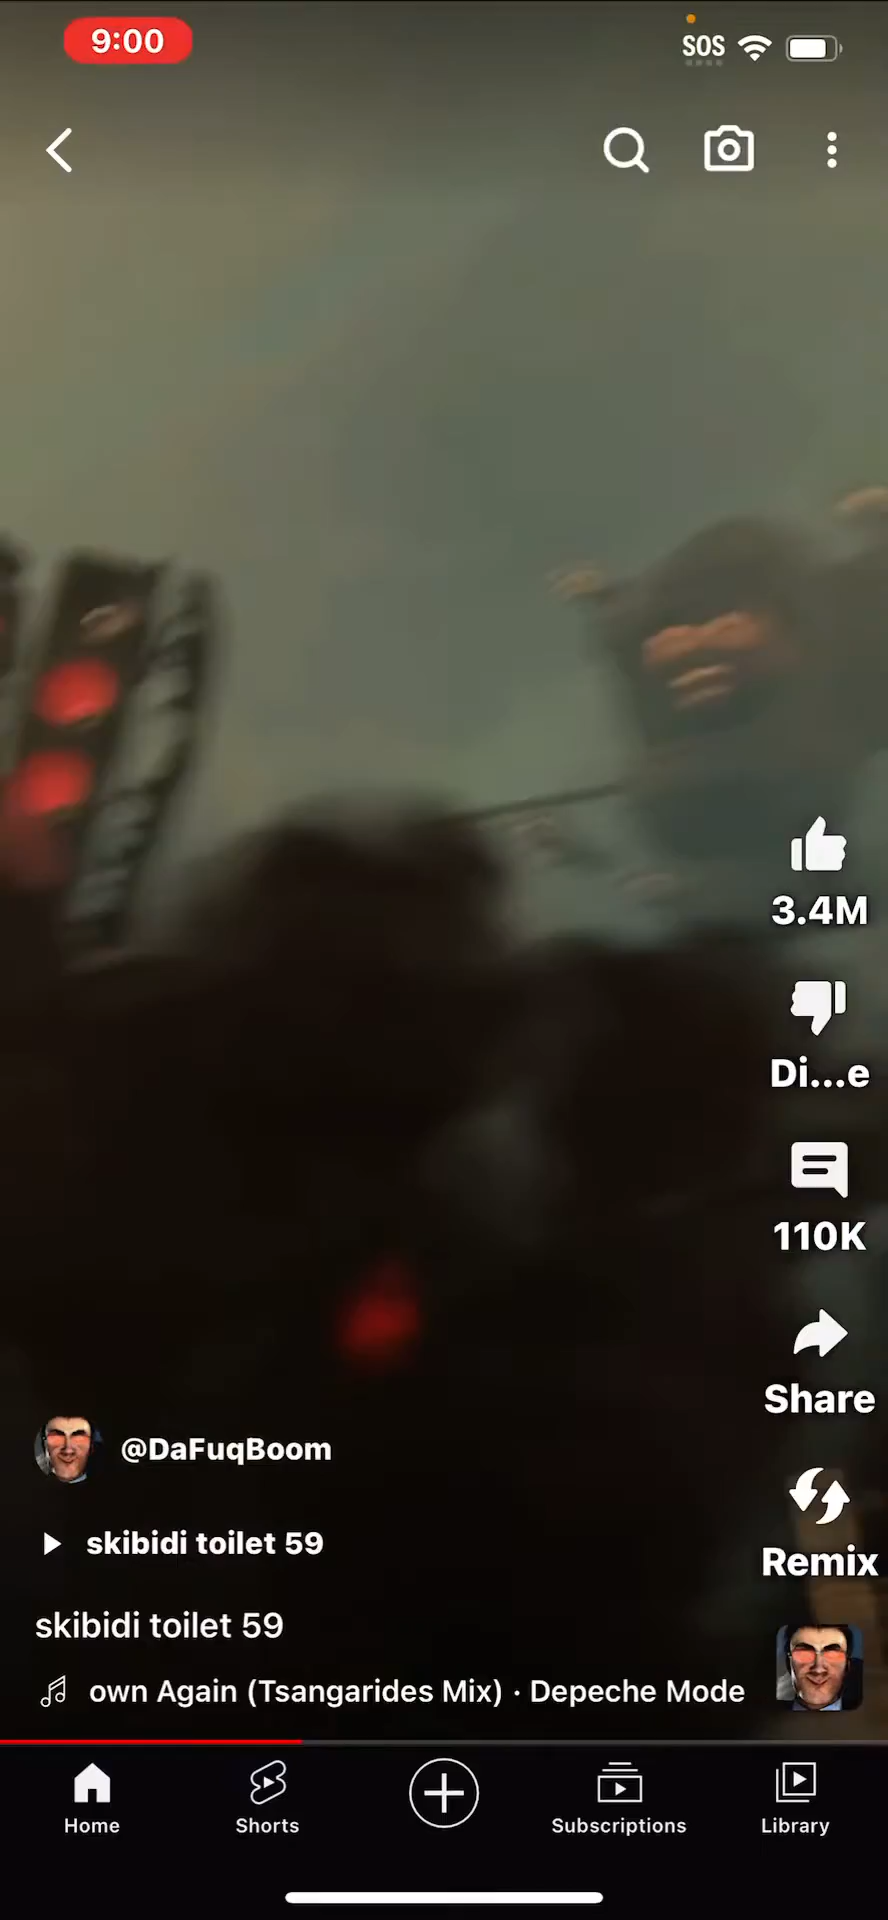 9:00
SOS
3.4M
Di...e
110K
Share
@DaFuqBoom
skibidi toilet 59
Remix
skibidi toilet 59
own Again (Tsangarides Mix) · Depeche Mode
Home
Shorts
Subscriptions
Library